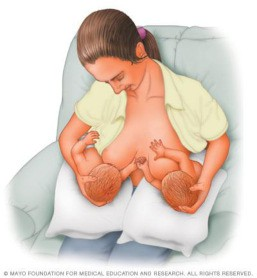 © MAYO FOUNDATION FOR MEDICAL EDUCATION AND RESEARCH. ALL RIGHTS RESERVED.